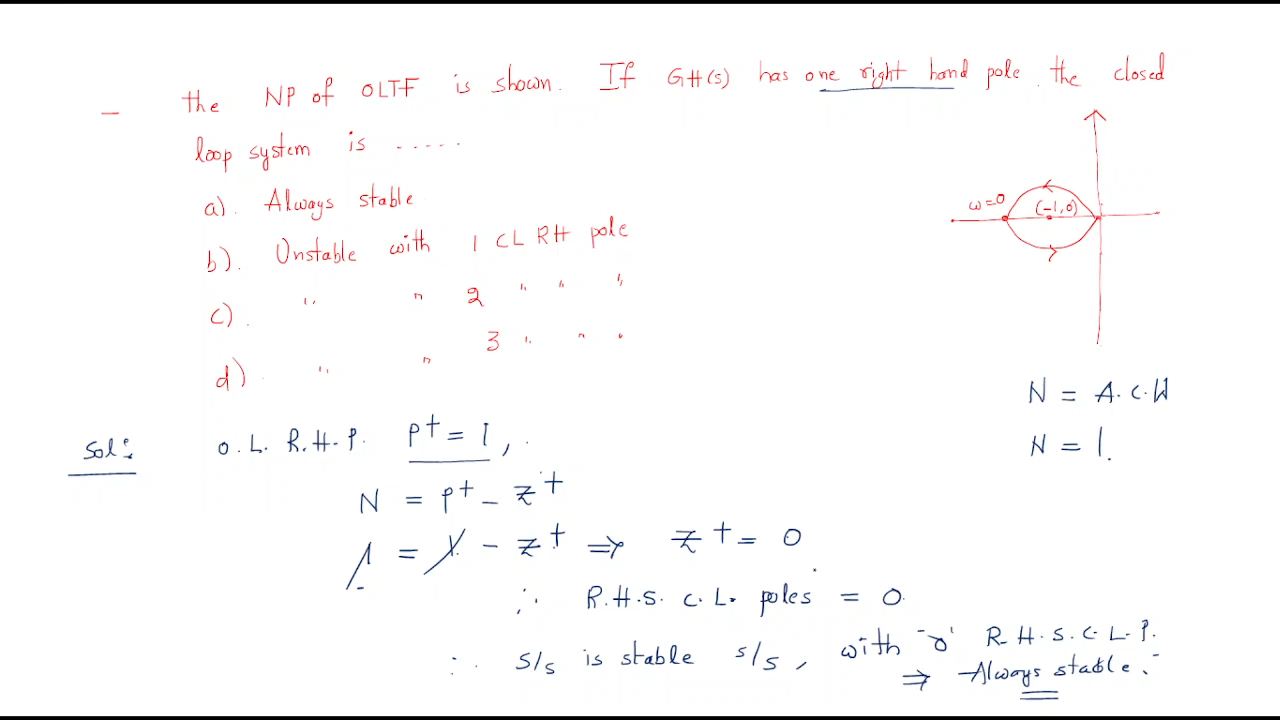 – the NP of OLTF is shown. If GH(s) has one right hand pole the closed
loop system is .....
a). Always stable
b). Unstable with 1 CL RH pole
c). " " 2 " " "
d) " " 3 " " "
ω=0 (-1,0)
N = A.C.W
N = 1.
Sol: O.L. R.H.P. P+ = 1,
N = P+ - Z+
1 = 1 - Z+ ⇒ Z+ = 0
∴ R.H.S. C.L. poles = 0.
∴ S/s is stable S/s, with '0' R.H.S.C.L.P.
⇒ Always stable.